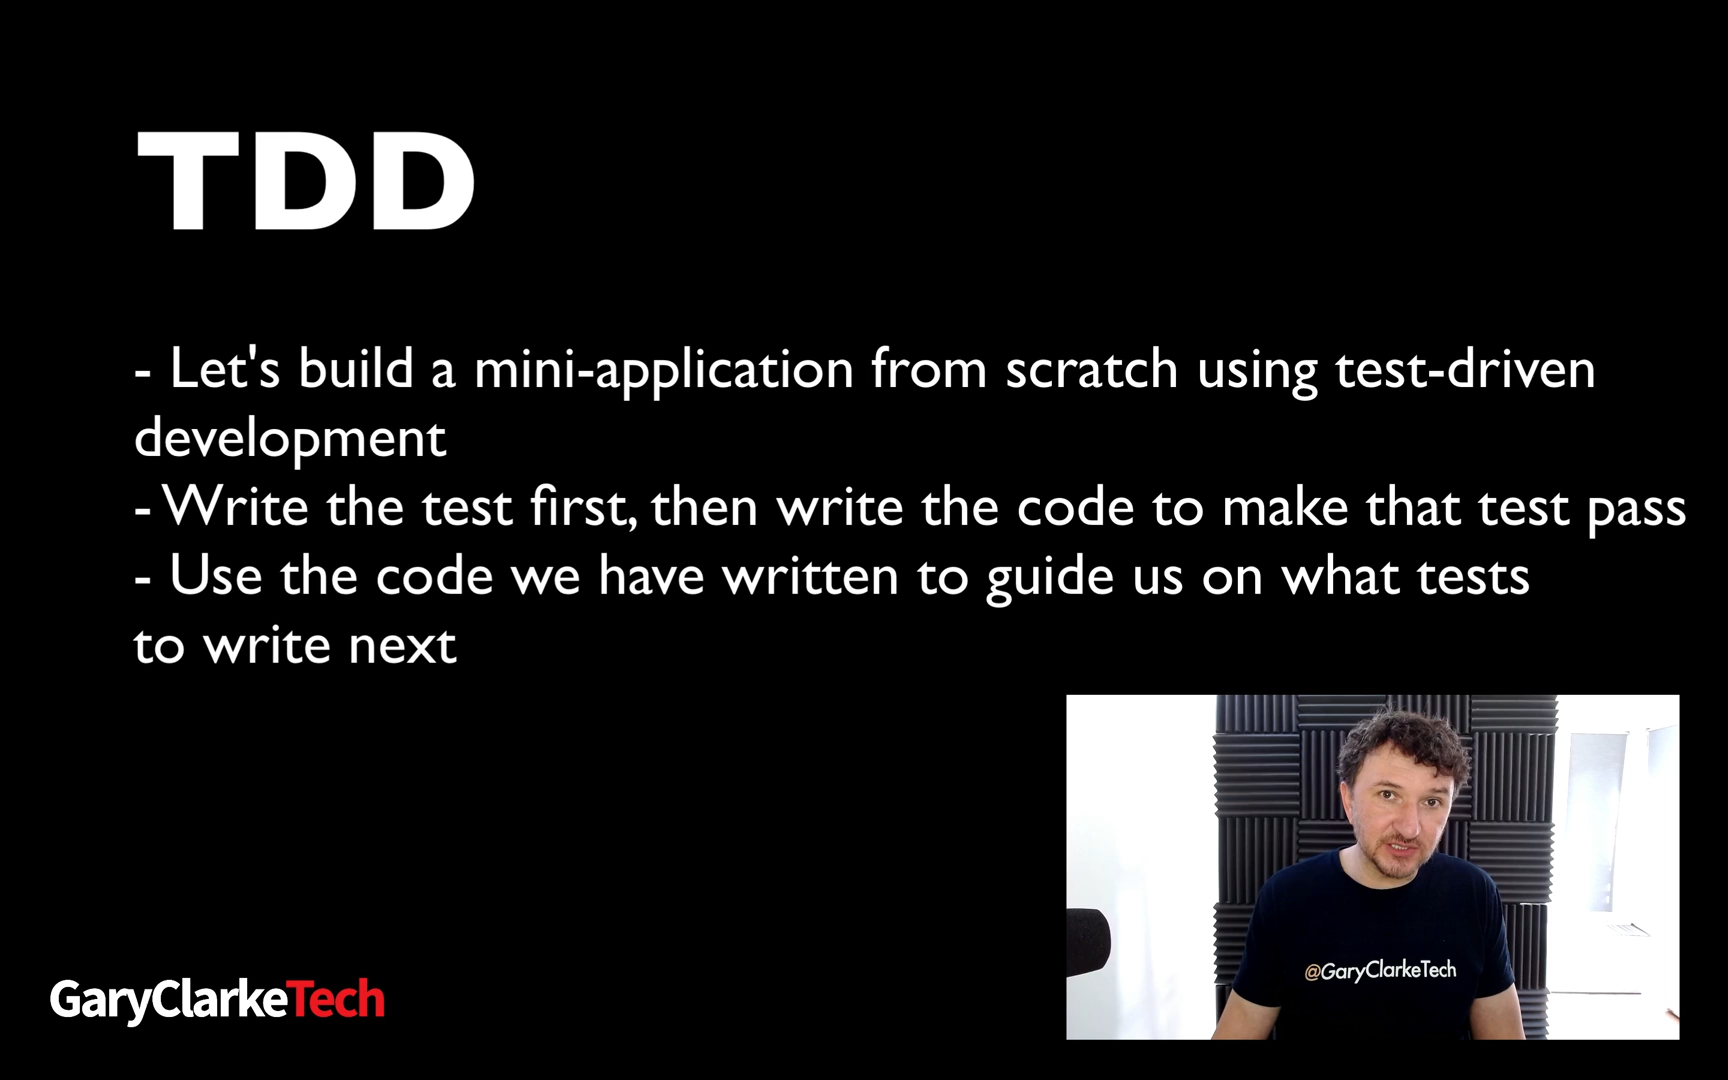 TDD
- Let's build a mini-application from scratch using test-driven
development
- Write the test first, then write the code to make that test pass
- Use the code we have written to guide us on what tests
to write next
@GaryClarkeTech
GaryClarkeTech